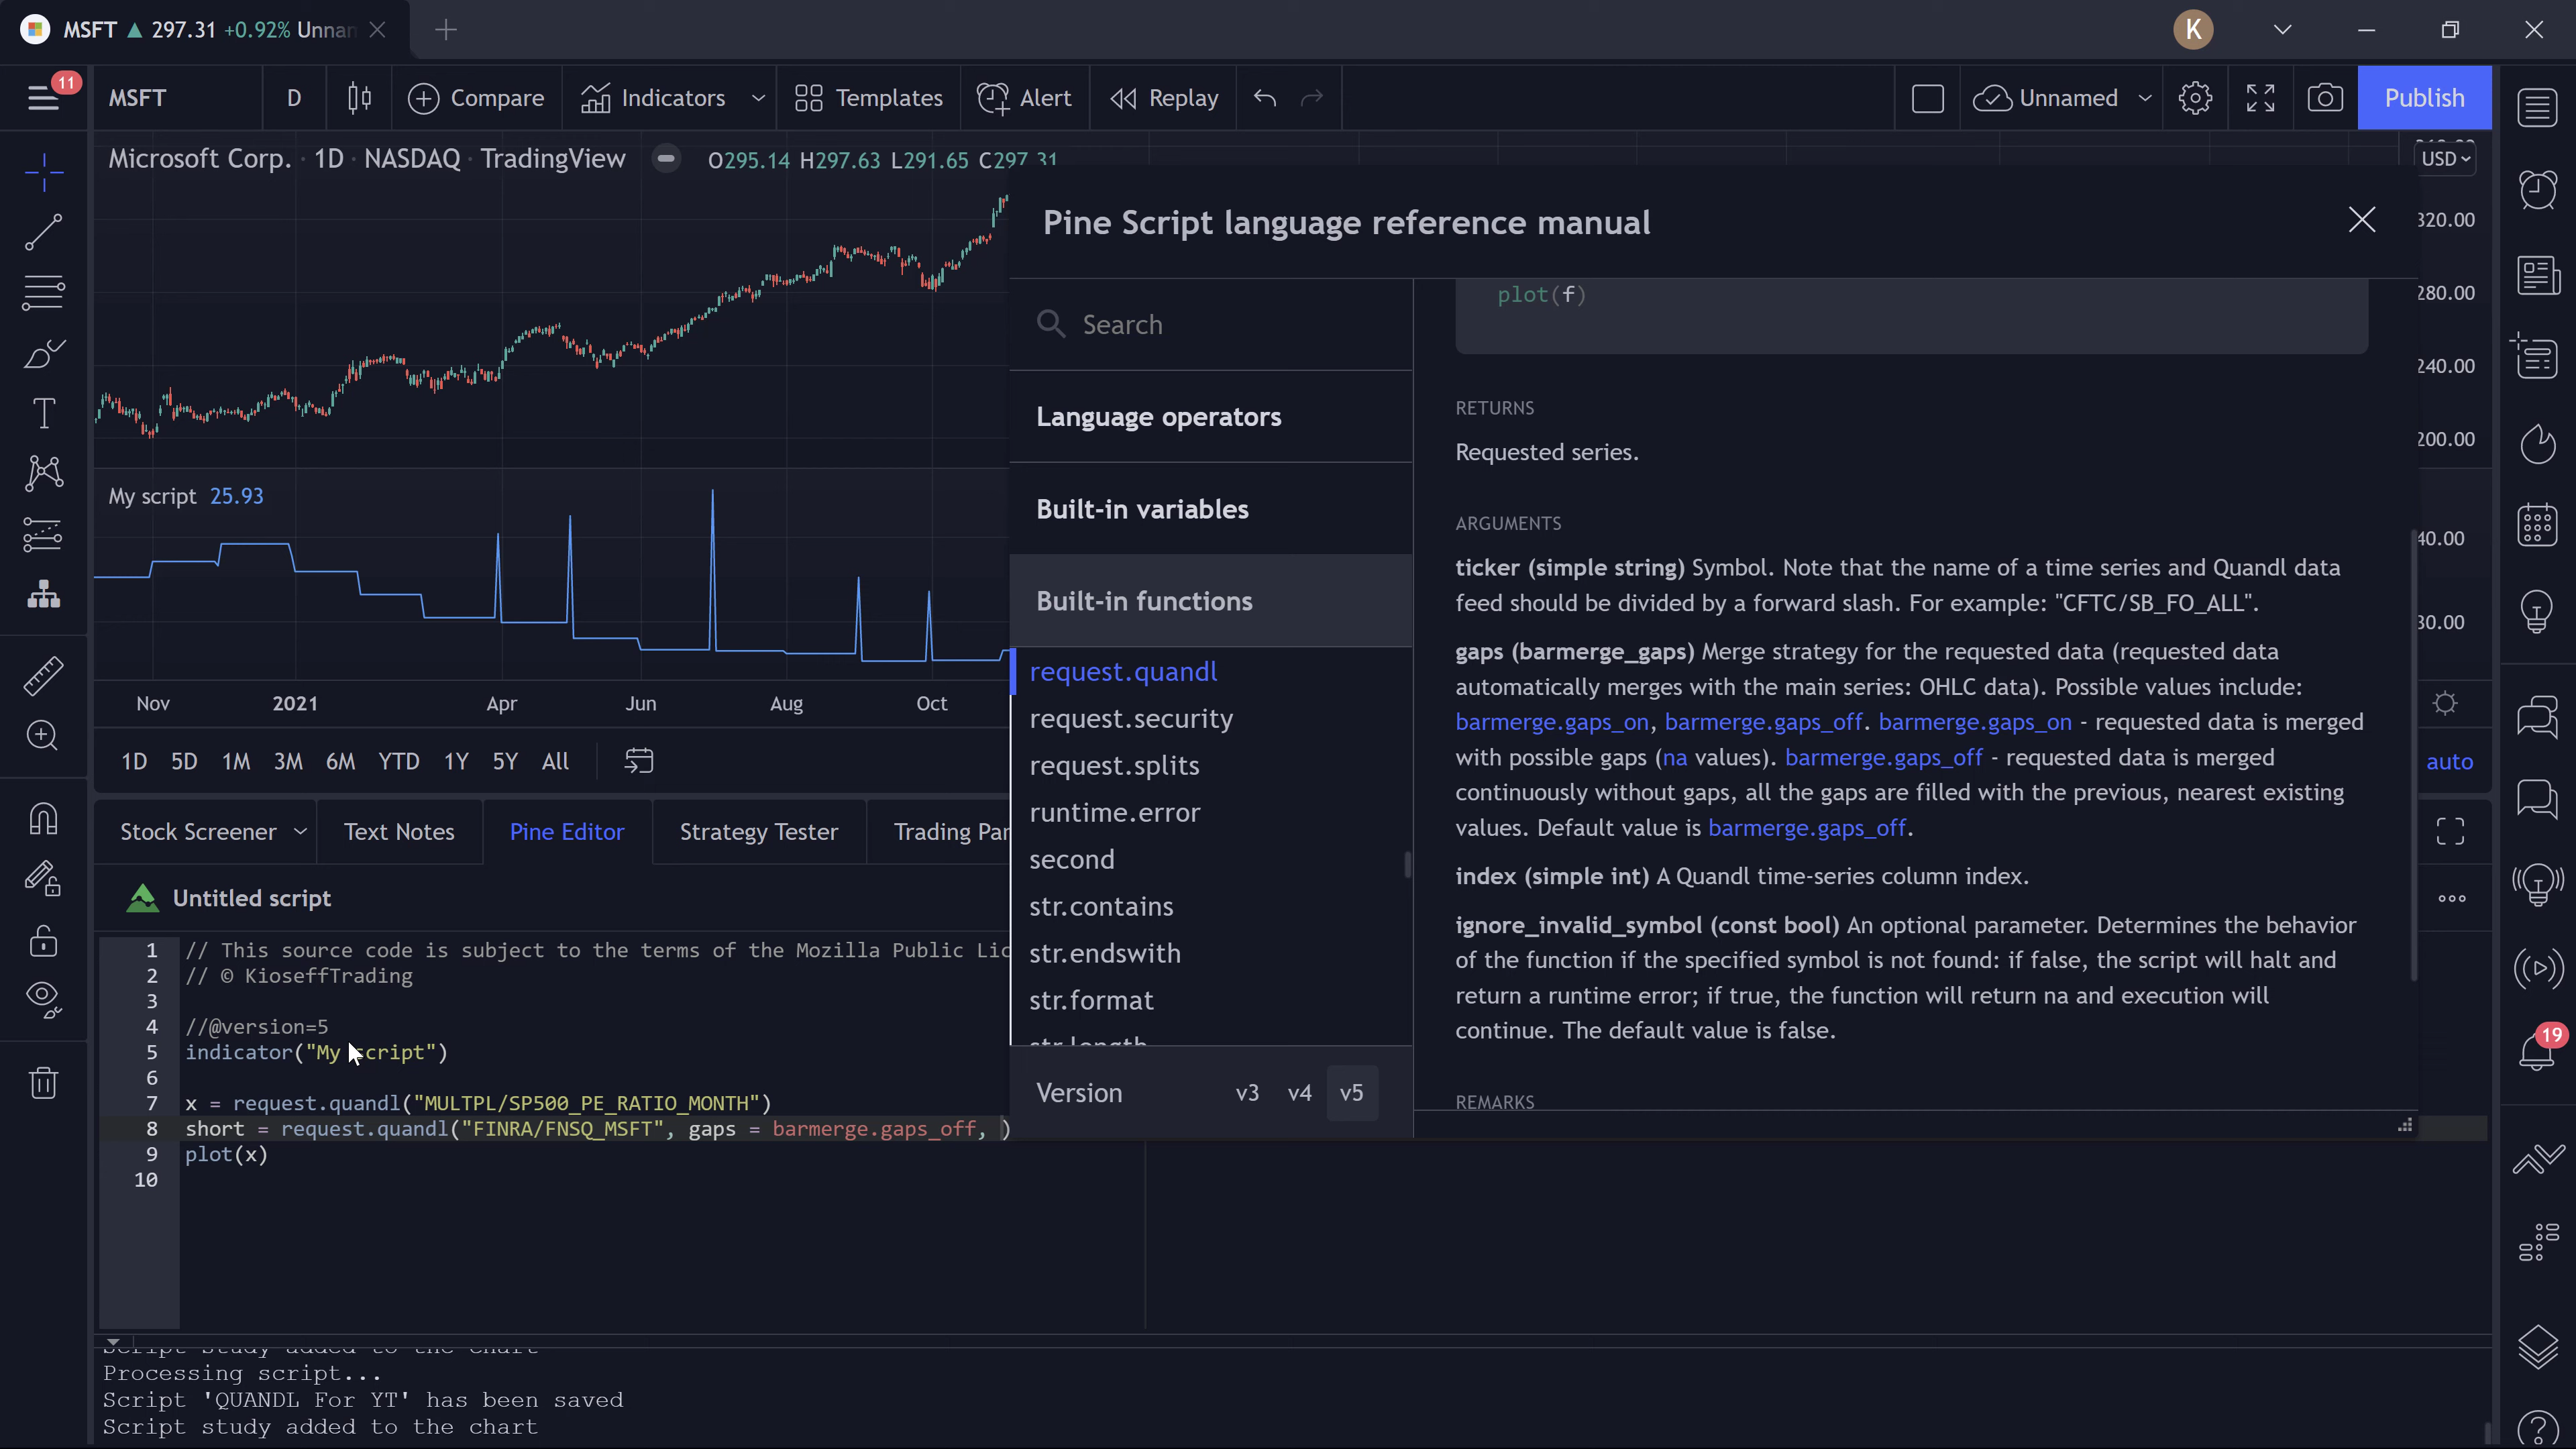 MSFT ▲ 297.31 +0.92% Unnam
K
11
MSFT
D
Compare
Indicators
Templates
Alert
Replay
Unnamed
Publish
Microsoft Corp. · 1D · NASDAQ · TradingView
O295.14 H297.63 L291.65 C297.31
USD
320.00
280.00
240.00
200.00
40.00
30.00
My script 25.93
Nov
2021
Apr
Jun
Aug
Oct
1D 5D 1M 3M 6M YTD 1Y 5Y All
auto
Pine Script language reference manual
Search
Language operators
Built-in variables
Built-in functions
request.quandl
request.security
request.splits
runtime.error
second
str.contains
str.endswith
str.format
str.length
Version v3 v4 v5
plot(f)
RETURNS
Requested series.
ARGUMENTS
ticker (simple string) Symbol. Note that the name of a time series and Quandl data
feed should be divided by a forward slash. For example: "CFTC/SB_FO_ALL".
gaps (barmerge_gaps) Merge strategy for the requested data (requested data
automatically merges with the main series: OHLC data). Possible values include:
barmerge.gaps_on, barmerge.gaps_off. barmerge.gaps_on - requested data is merged
with possible gaps (na values). barmerge.gaps_off - requested data is merged
continuously without gaps, all the gaps are filled with the previous, nearest existing
values. Default value is barmerge.gaps_off.
index (simple int) A Quandl time-series column index.
ignore_invalid_symbol (const bool) An optional parameter. Determines the behavior
of the function if the specified symbol is not found: if false, the script will halt and
return a runtime error; if true, the function will return na and execution will
continue. The default value is false.
REMARKS
Stock Screener
Text Notes
Pine Editor
Strategy Tester
Trading Pan
Untitled script
1 // This source code is subject to the terms of the Mozilla Public Lic
2 // © KioseffTrading
3
4 //@version=5
5 indicator("My script")
6
7 x = request.quandl("MULTPL/SP500_PE_RATIO_MONTH")
8 short = request.quandl("FINRA/FNSQ_MSFT", gaps = barmerge.gaps_off, )
9 plot(x)
10
Script study added to the chart
Processing script...
Script 'QUANDL For YT' has been saved
Script study added to the chart
19